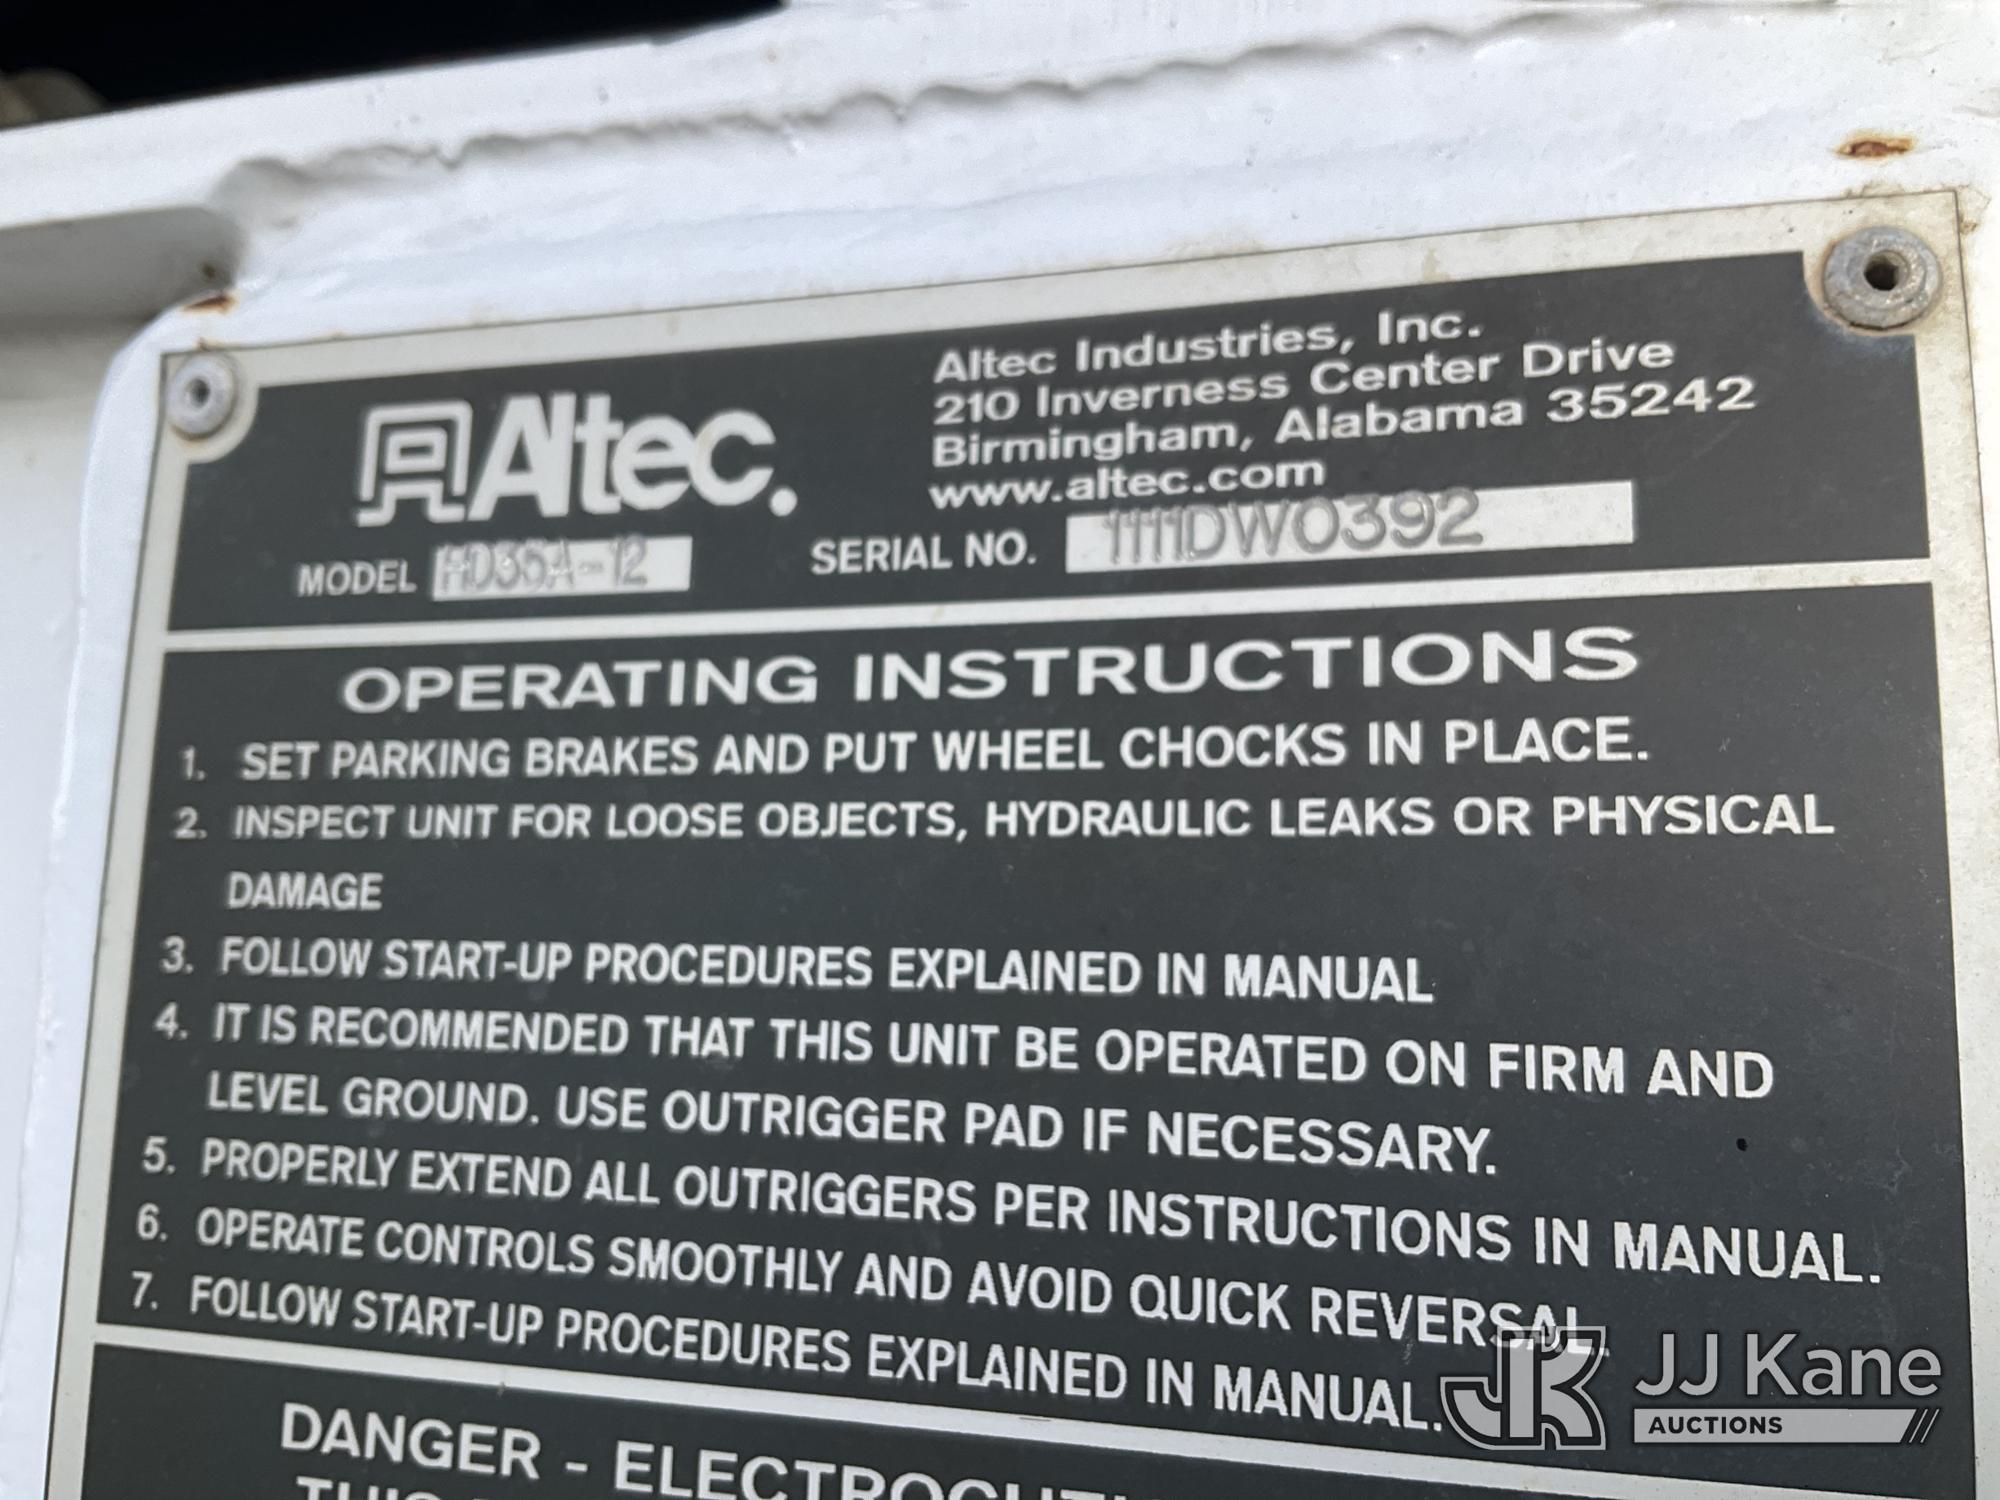 Altec.
Altec Industries, Inc.
210 Inverness Center Drive
Birmingham, Alabama 35242
www.altec.com
MODEL HD35A-12 SERIAL NO. 1111DW0392
OPERATING INSTRUCTIONS
1. SET PARKING BRAKES AND PUT WHEEL CHOCKS IN PLACE.
2. INSPECT UNIT FOR LOOSE OBJECTS, HYDRAULIC LEAKS OR PHYSICAL
DAMAGE
3. FOLLOW START-UP PROCEDURES EXPLAINED IN MANUAL
4. IT IS RECOMMENDED THAT THIS UNIT BE OPERATED ON FIRM AND
LEVEL GROUND. USE OUTRIGGER PAD IF NECESSARY.
5. PROPERLY EXTEND ALL OUTRIGGERS PER INSTRUCTIONS IN MANUAL.
6. OPERATE CONTROLS SMOOTHLY AND AVOID QUICK REVERSAL.
7. FOLLOW START-UP PROCEDURES EXPLAINED IN MANUAL.
DANGER -
JJ Kane
AUCTIONS